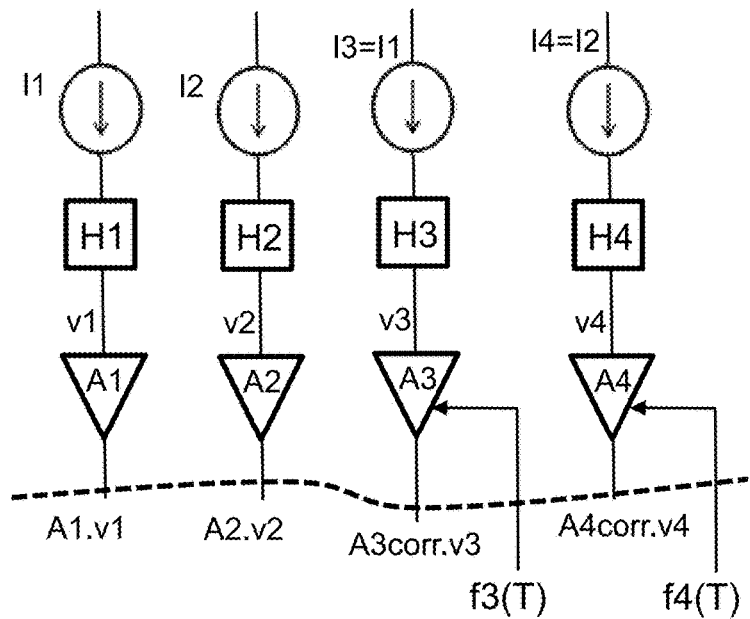 I1
I2
I3=I1
I4=I2
H1
H2
H3
H4
v1
v2
v3
v4
A1
A2
A3
A4
A1.v1
A2.v2
A3corr.v3
A4corr.v4
f3(T)
f4(T)